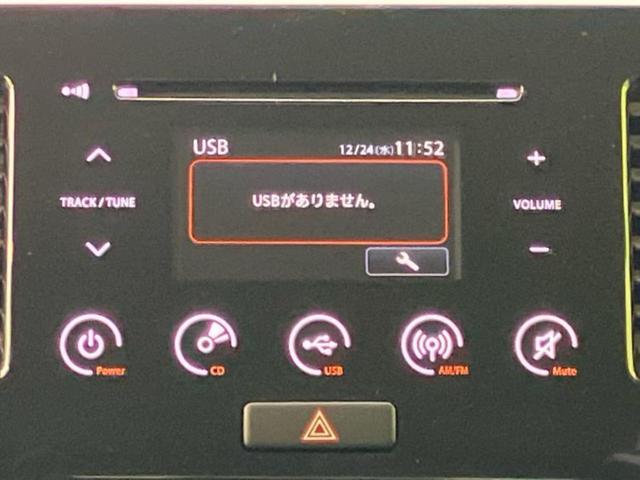 USB 12/24(水)11:52
USBがありません。
TRACK/TUNE
VOLUME
Power CD USB AM/FM Mute